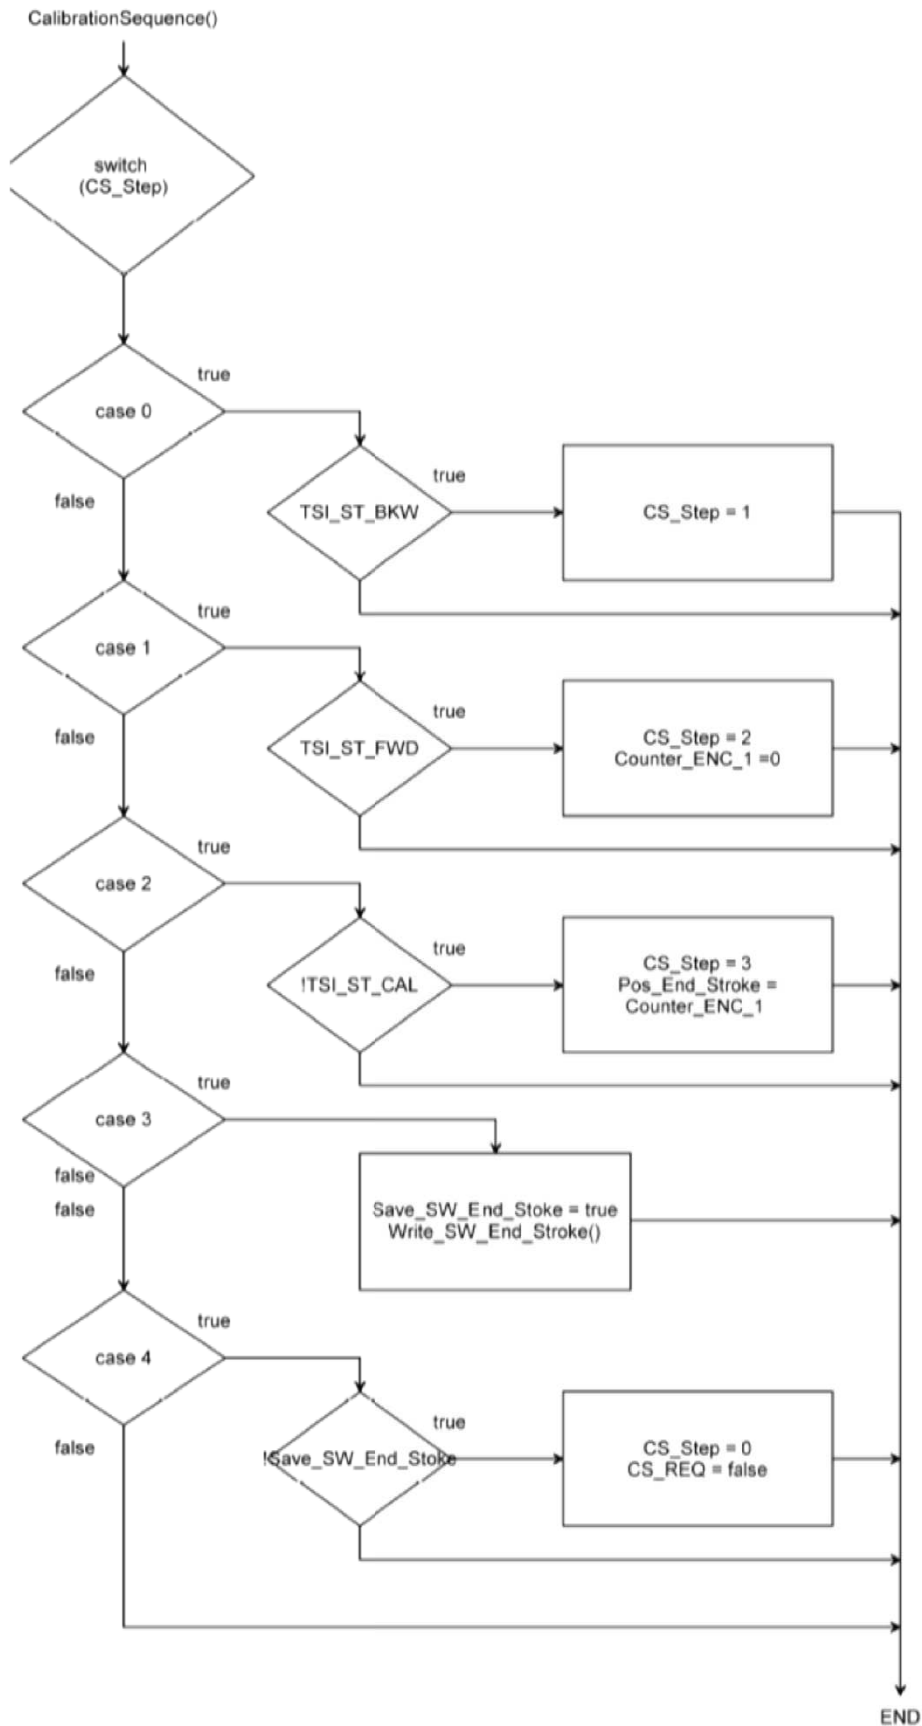 CalibrationSequence()
switch
(CS_Step)
true
case 0
false
true
TSI_ST_BKW
CS_Step = 1
true
case 1
false
true
TSI_ST_FWD
CS_Step = 2
Counter_ENC_1 =0
true
case 2
false
true
!TSI_ST_CAL
CS_Step = 3
Pos_End_Stroke =
Counter_ENC_1
true
case 3
false
false
Save_SW_End_Stoke = true
Write_SW_End_Stroke()
true
case 4
false
true
!Save_SW_End_Stoke
CS_Step = 0
CS_REQ = false
END